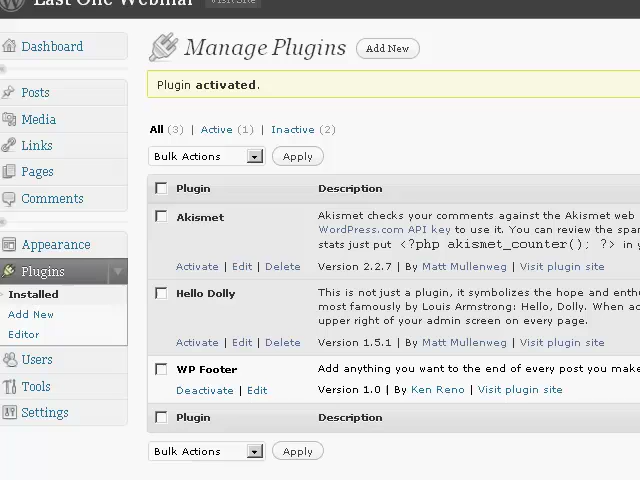 Last One Webinar Visit Site
Dashboard
Posts
Media
Links
Pages
Comments
Appearance
Plugins
Installed
Add New
Editor
Users
Tools
Settings
Manage Plugins Add New
Plugin activated.
All (3) | Active (1) | Inactive (2)
Bulk Actions Apply
Plugin Description
Akismet Akismet checks your comments against the Akismet web
WordPress.com API key to use it. You can review the
stats just put <?php akismet_counter(); ?> in
Activate | Edit | Delete Version 2.2.7 | By Matt Mullenweg | Visit plugin site
Hello Dolly This is not just a plugin, it symbolizes the hope and
most famously by Louis Armstrong: Hello, Dolly. When
upper right of your admin screen on every page.
Activate | Edit | Delete Version 1.5.1 | By Matt Mullenweg | Visit plugin site
WP Footer Add anything you want to the end of every post you make
Deactivate | Edit Version 1.0 | By Ken Reno | Visit plugin site
Plugin Description
Bulk Actions Apply